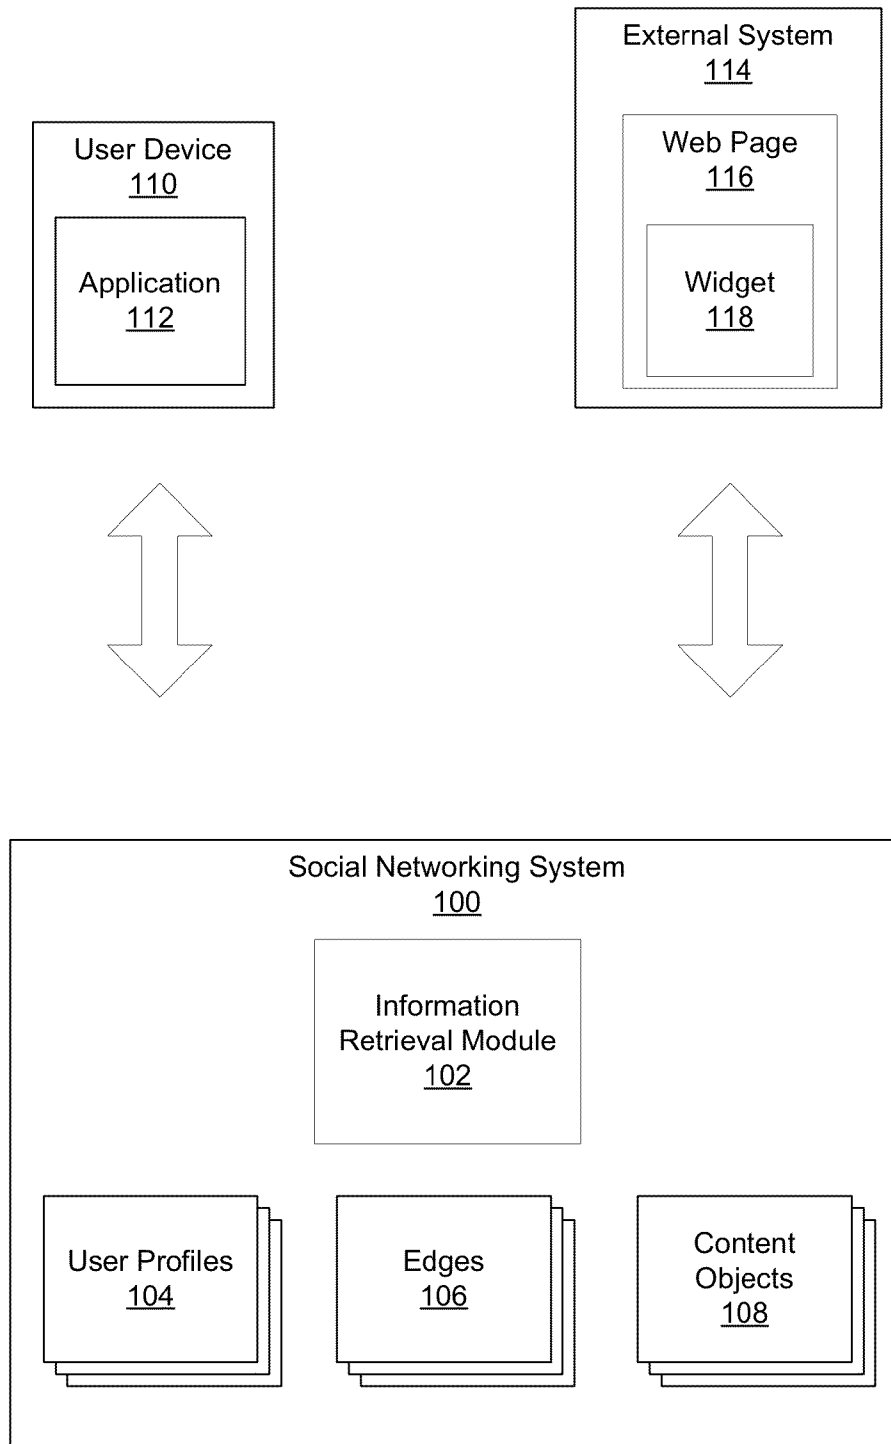 External System
114
User Device
110
Web Page
116
Application
112
Widget
118
Social Networking System
100
Information
Retrieval Module
102
User Profiles
104
Edges
106
Content
Objects
108